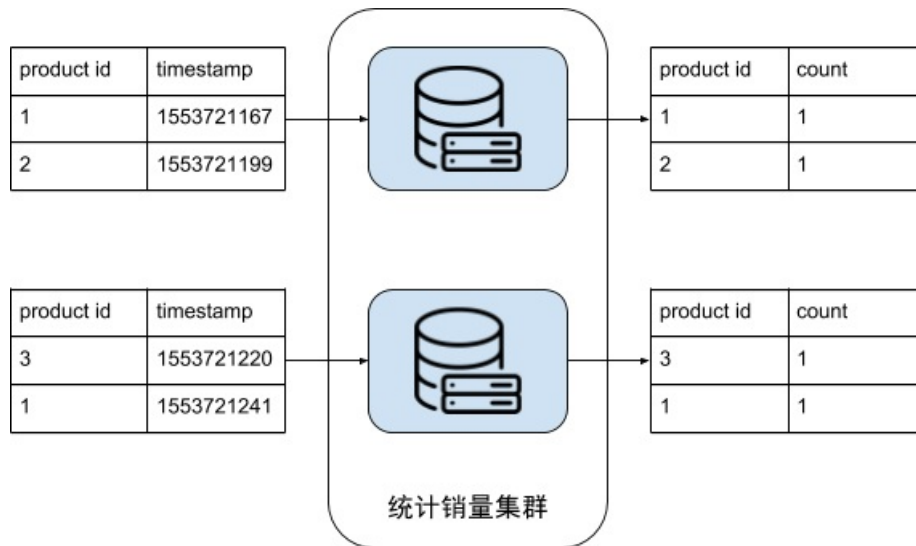 product id timestamp
1 1553721167
2 1553721199
product id count
1 1
2 1
product id timestamp
3 1553721220
1 1553721241
product id count
3 1
1 1
统计销量集群